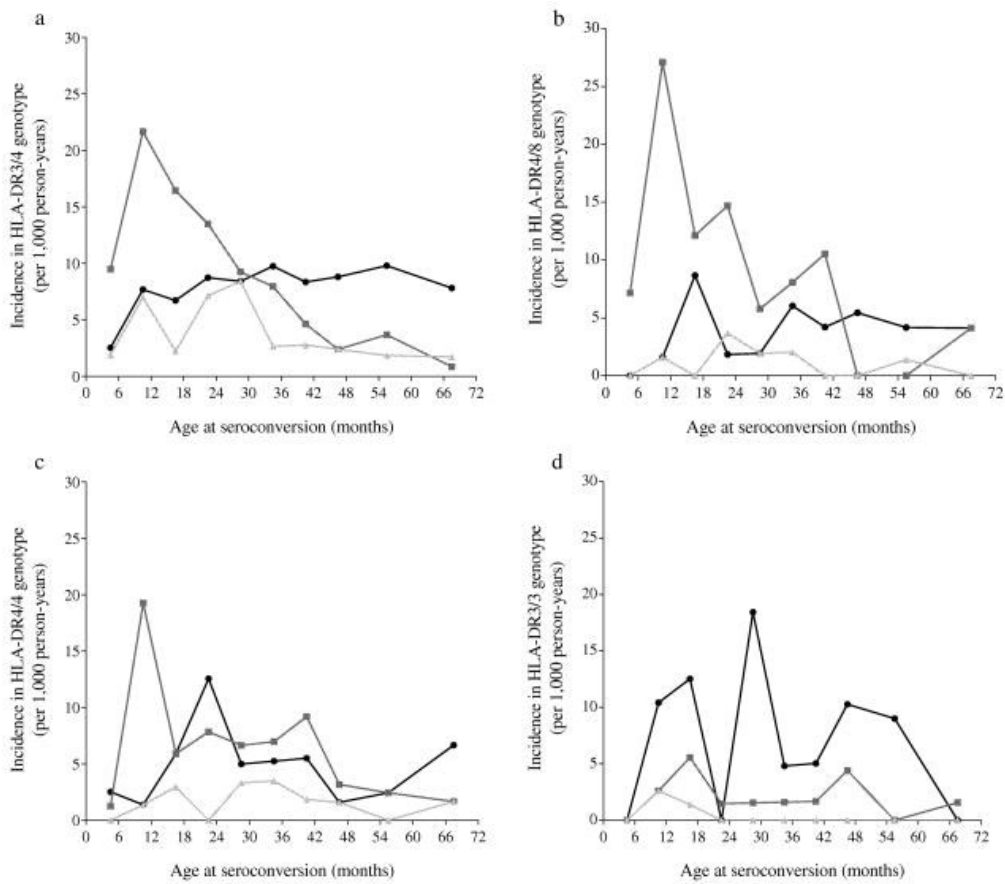 a
Incidence in HLA-DR3/4 genotype
(per 1,000 person-years)
30
25
20
15
10
5
0
0 6 12 18 24 30 36 42 48 54 60 66 72
Age at seroconversion (months)
b
Incidence in HLA-DR4/8 genotype
(per 1,000 person-years)
30
25
20
15
10
5
0
0 6 12 18 24 30 36 42 48 54 60 66 72
Age at seroconversion (months)
c
Incidence in HLA-DR4/4 genotype
(per 1,000 person-years)
30
25
20
15
10
5
0
0 6 12 18 24 30 36 42 48 54 60 66 72
Age at seroconversion (months)
d
Incidence in HLA-DR3/3 genotype
(per 1,000 person-years)
30
25
20
15
10
5
0
0 6 12 18 24 30 36 42 48 54 60 66 72
Age at seroconversion (months)